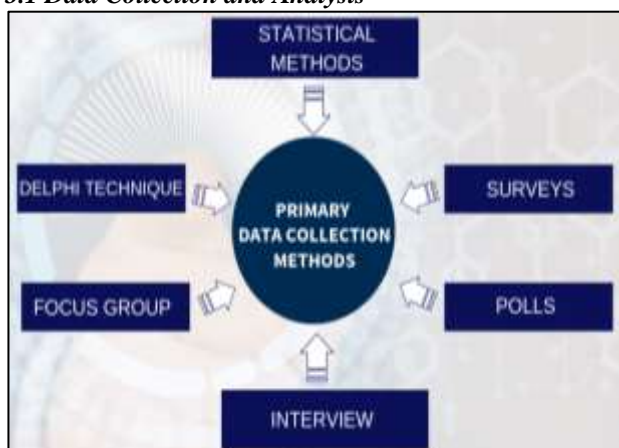 3.1 Data Collection and Analysis
STATISTICAL
METHODS
DELPHI TECHNIQUE
SURVEYS
PRIMARY
DATA COLLECTION
METHODS
FOCUS GROUP
POLLS
INTERVIEW